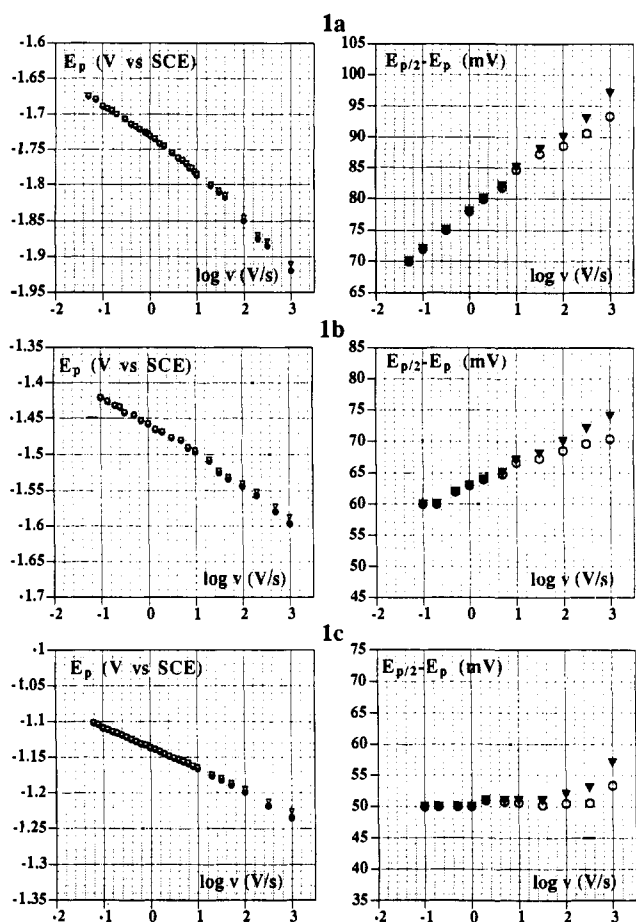 1a
E_p (V vs SCE)
-1.6
-1.65
-1.7
-1.75
-1.8
-1.85
-1.9
-1.95
log v (V/s)
-2 -1 0 1 2 3
E_p/2-E_p (mV)
105
100
95
90
85
80
75
70
65
log v (V/s)
-2 -1 0 1 2 3
1b
E_p (V vs SCE)
-1.35
-1.4
-1.45
-1.5
-1.55
-1.6
-1.65
-1.7
log v (V/s)
-2 -1 0 1 2 3
E_p/2-E_p (mV)
85
80
75
70
65
60
55
50
45
log v (V/s)
-2 -1 0 1 2 3
1c
E_p (V vs SCE)
-1
-1.05
-1.1
-1.15
-1.2
-1.25
-1.3
-1.35
log v (V/s)
-2 -1 0 1 2 3
E_p/2-E_p (mV)
75
70
65
60
55
50
45
40
35
log v (V/s)
-2 -1 0 1 2 3